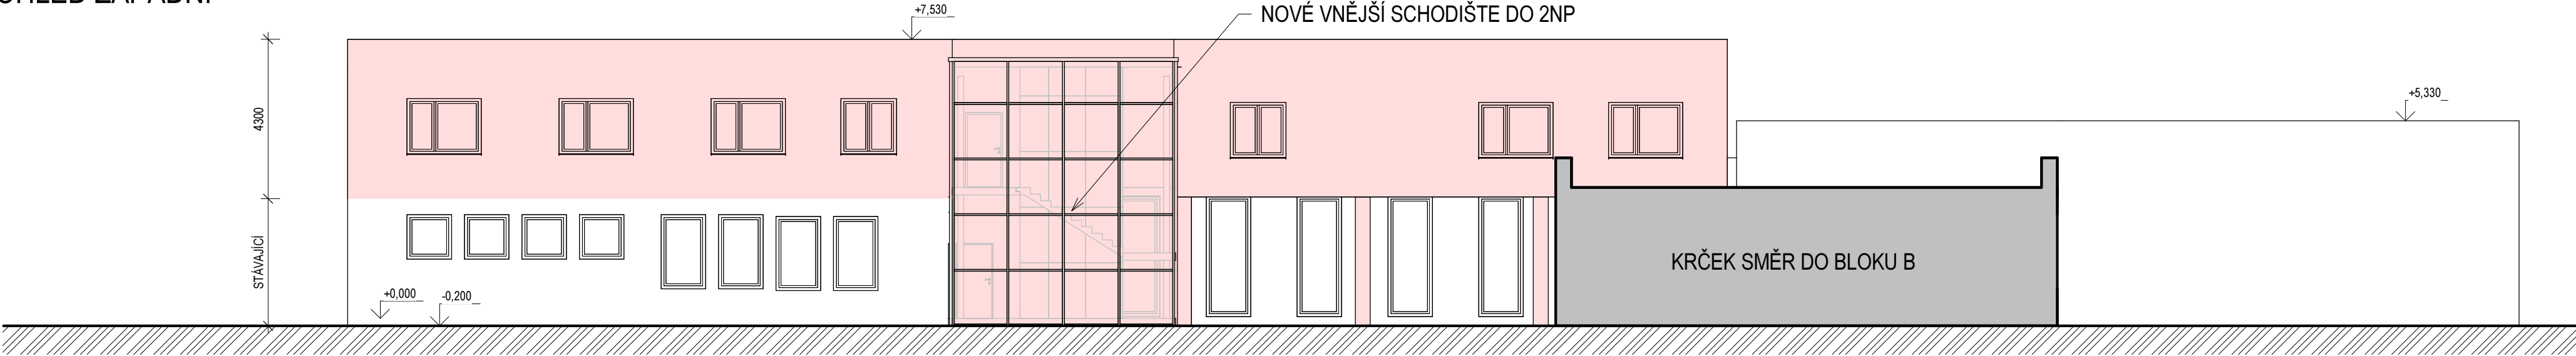 +7,530
NOVÉ VNĚJŠÍ SCHODIŠTE DO 2NP
+5,330
4300
STÁVAJÍCÍ
KRČEK SMĚR DO BLOKU B
+0,000
-0,200